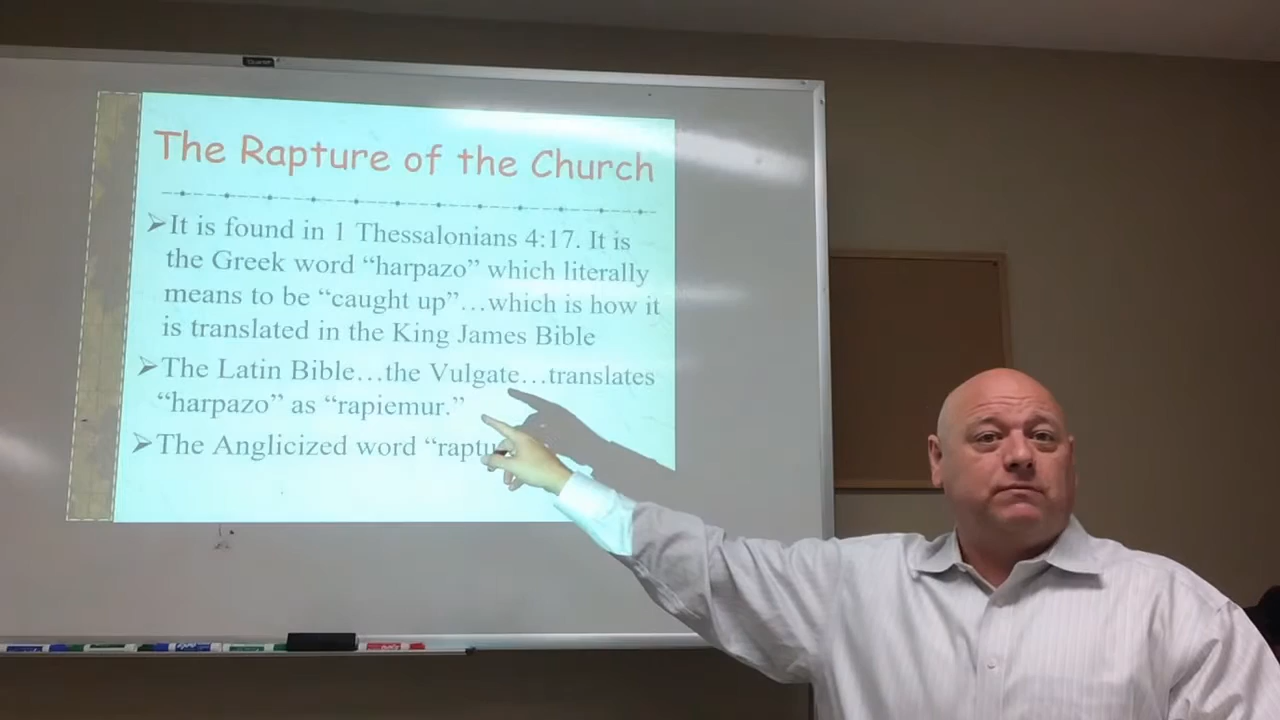 The Rapture of the Church
➢It is found in 1 Thessalonians 4:17. It is
the Greek word “harpazo” which literally
means to be “caught up”…which is how it
is translated in the King James Bible
➢The Latin Bible…the Vulgate…translates
“harpazo” as “rapiemur.”
➢The Anglicized word “raptu